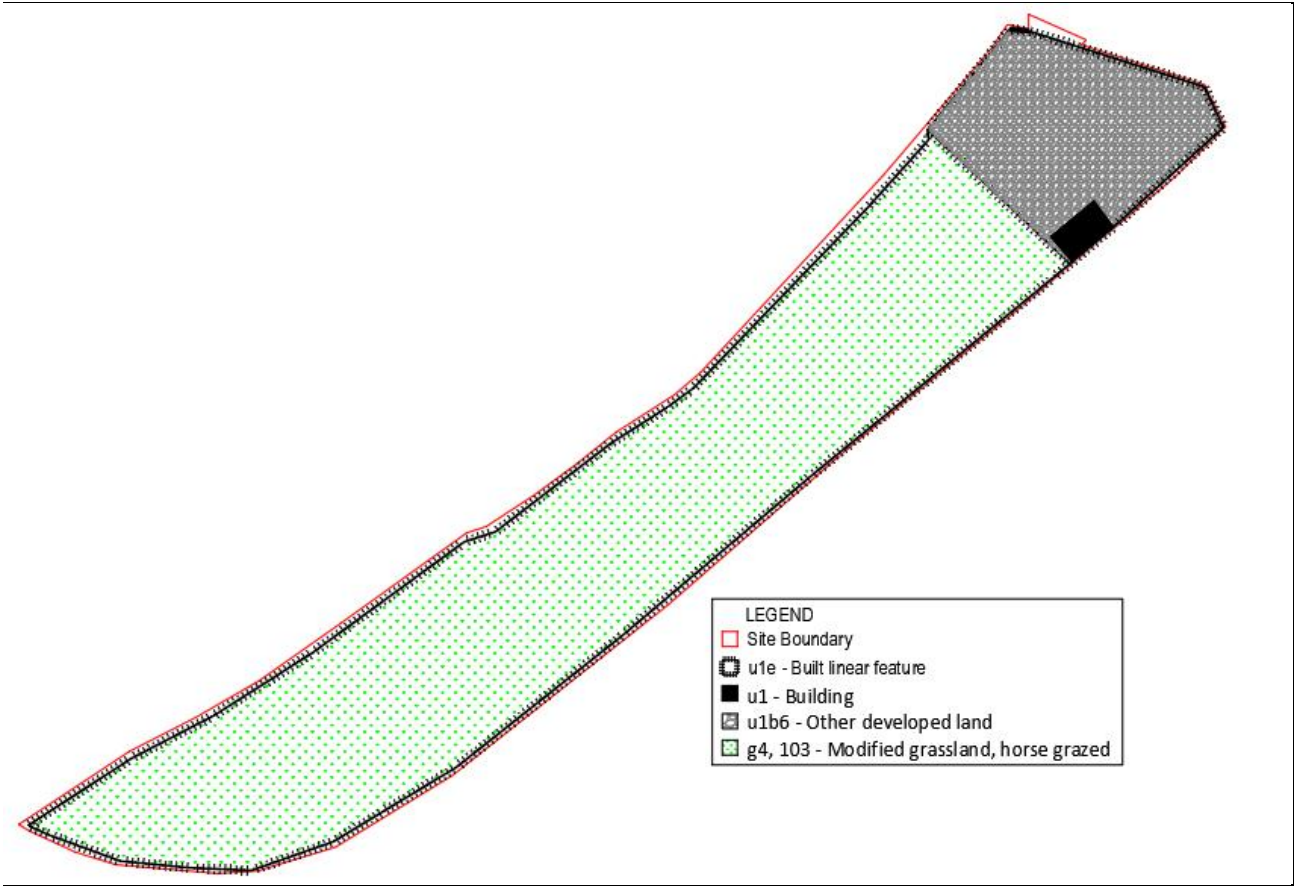 LEGEND
Site Boundary
u1e - Built linear feature
u1 - Building
u1b6 - Other developed land
g4, 103 - Modified grassland, horse grazed